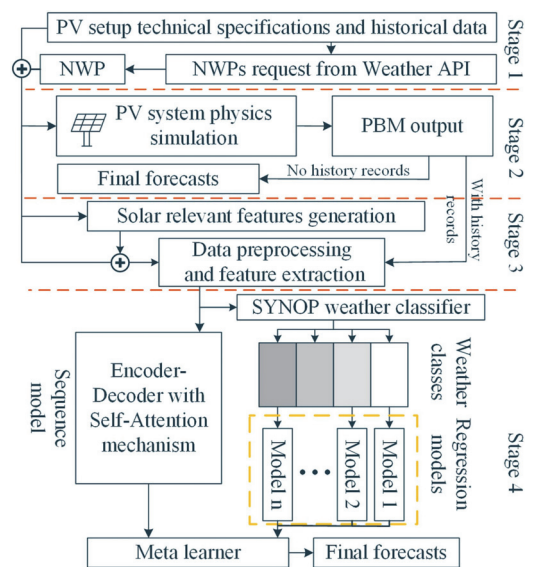 PV setup technical specifications and historical data
NWP
NWPs request from Weather API
Stage 1
PV system physics
simulation
PBM output
No history records
Final forecasts
With history
records
Stage 2
Solar relevant features generation
Data preprocessing
and feature extraction
Stage 3
SYNOP weather classifier
Weather
classes
Encoder-
Decoder with
Self-Attention
mechanism
Sequence
model
Model n
...
Model 2
Model 1
Regression
models
Stage 4
Meta learner
Final forecasts